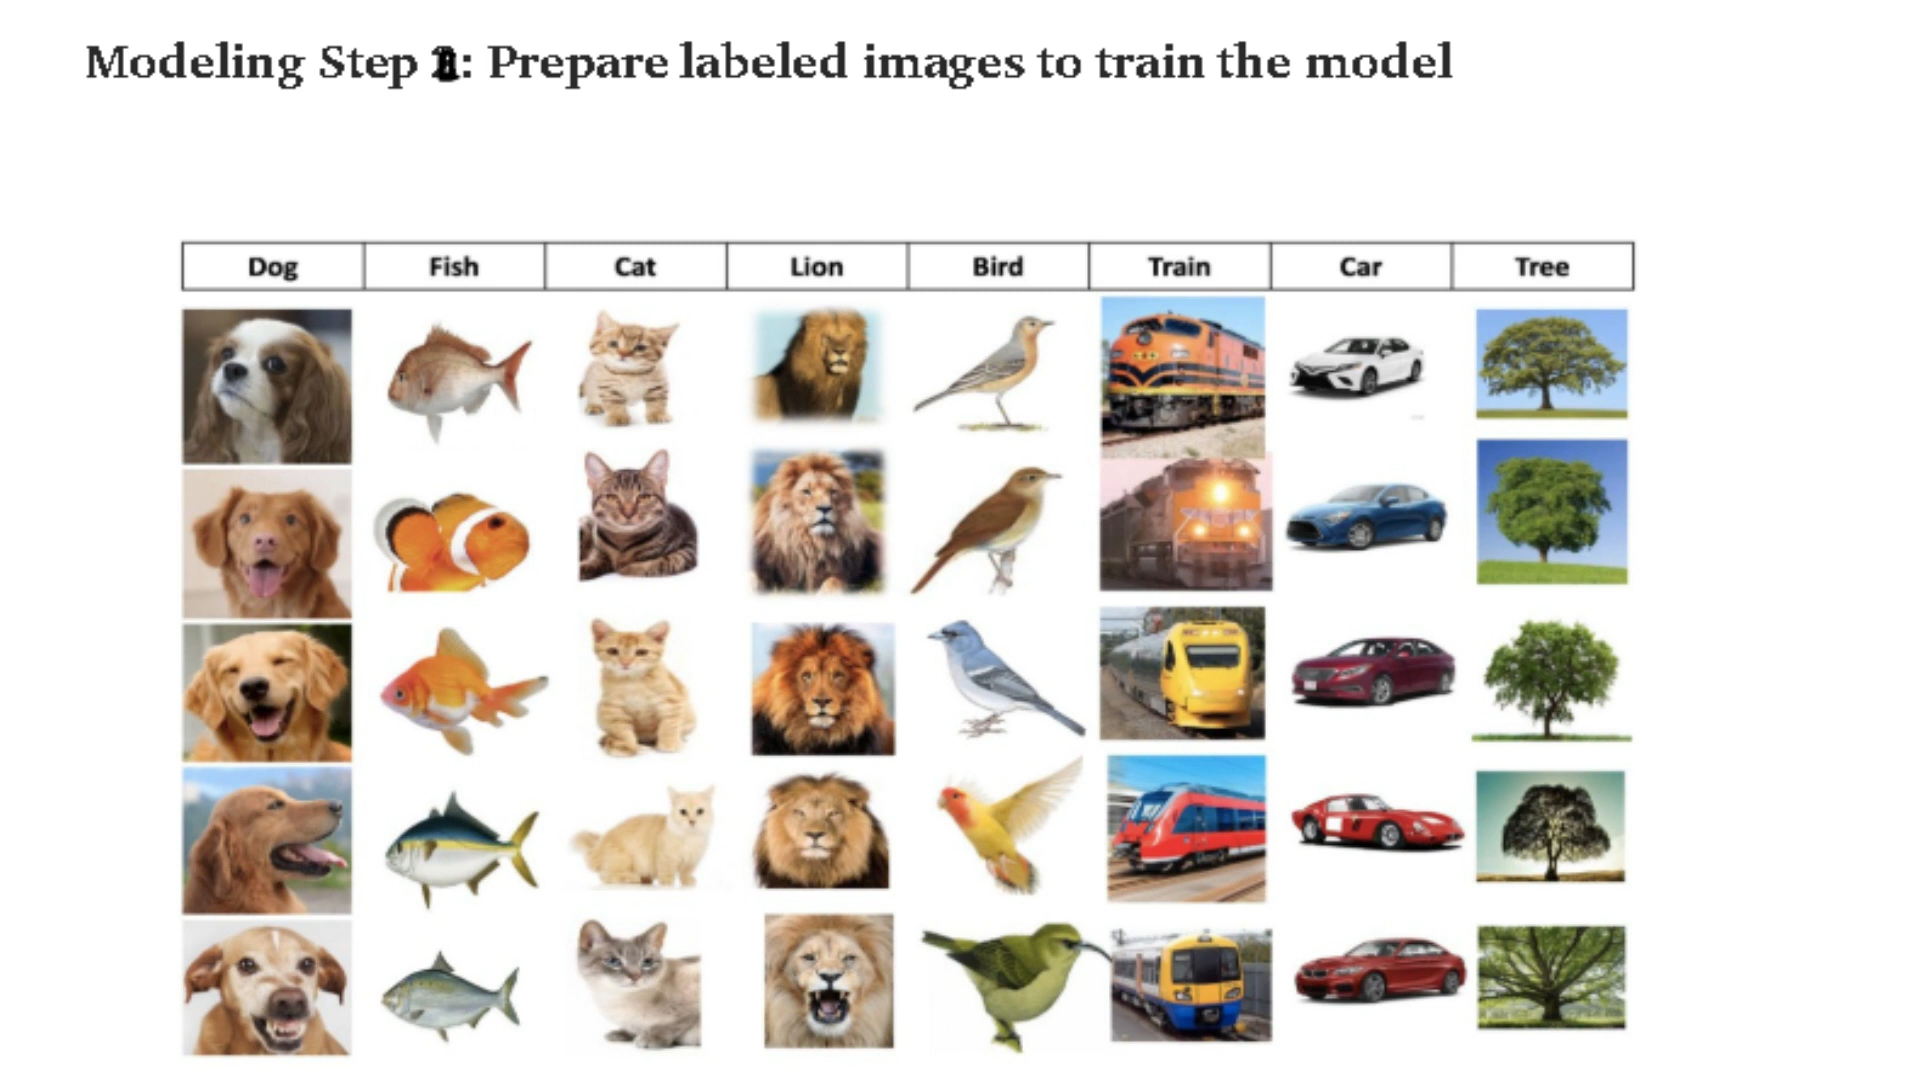 Modeling Step : Prepare labeled images to train the model
Dog Fish Cat Lion Bird Train Car Tree